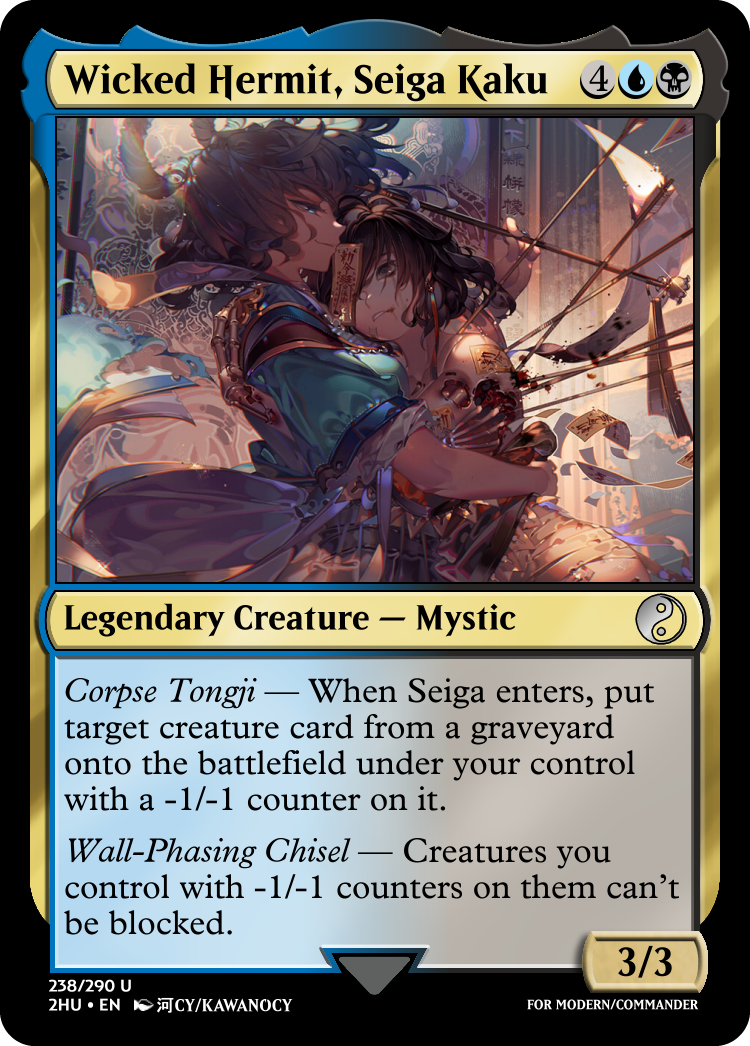 Wicked Hermit, Seiga Kaku 4
Legendary Creature — Mystic
Corpse Tongji — When Seiga enters, put
target creature card from a graveyard
onto the battlefield under your control
with a -1/-1 counter on it.
Wall-Phasing Chisel — Creatures you
control with -1/-1 counters on them can't
be blocked.
3/3
238/290 U
2HU • EN 河CY/KAWANOCY
FOR MODERN/COMMANDER